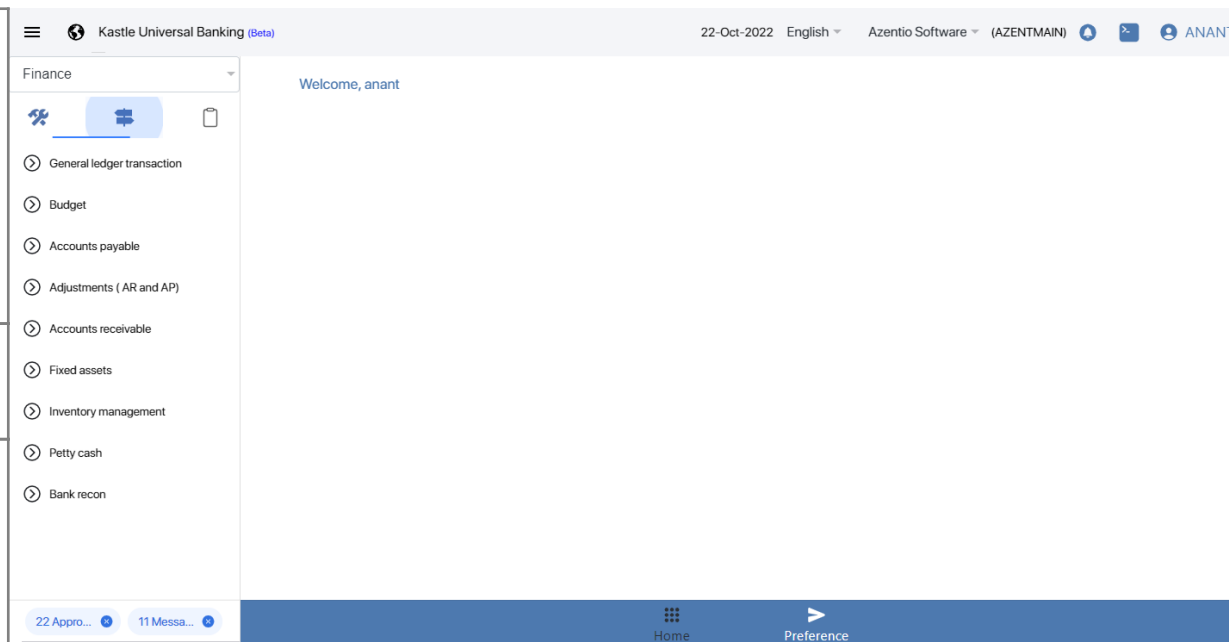 Kastle Universal Banking (Beta) 22-Oct-2022 English Azentio Software (AZENTMAIN) ANANT
Finance
Welcome, anant
General ledger transaction
Budget
Accounts payable
Adjustments ( AR and AP)
Accounts receivable
Fixed assets
Inventory management
Petty cash
Bank recon
22 Appro... 11 Messa...
Home Preference